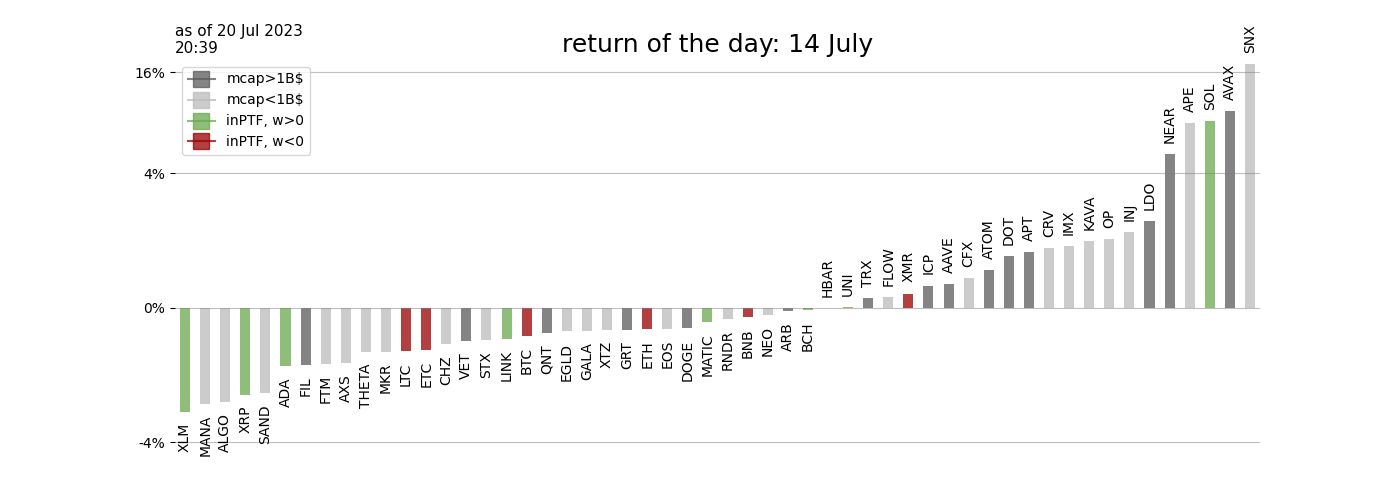 as of 20 Jul 2023
20:39
return of the day: 14 July
mcap>1B$
mcap<1B$
inPTF, w>0
inPTF, w<0
16%
4%
0%
-4%
XLM
MANA
ALGO
XRP
SAND
ADA
FIL
FTM
AXS
THETA
MKR
LTC
ETC
CHZ
VET
STX
LINK
BTC
QNT
EGLD
GALA
XTZ
GRT
ETH
EOS
DOGE
MATIC
RNDR
BNB
NEO
ARB
BCH
HBAR
UNI
TRX
FLOW
XMR
ICP
AAVE
CFX
ATOM
DOT
APT
CRV
IMX
KAVA
OP
INJ
LDO
NEAR
APE
SOL
AVAX
SNX